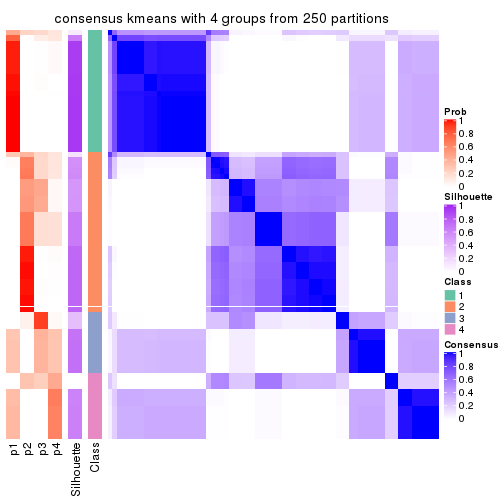 consensus kmeans with 4 groups from 250 partitions
Prob
1
0.8
0.6
0.4
0.2
0
Silhouette
1
0.8
0.6
0.4
0.2
0
Class
1
2
3
4
Consensus
1
0.8
0.6
0.4
0.2
0
p1
p2
p3
p4
Silhouette
Class